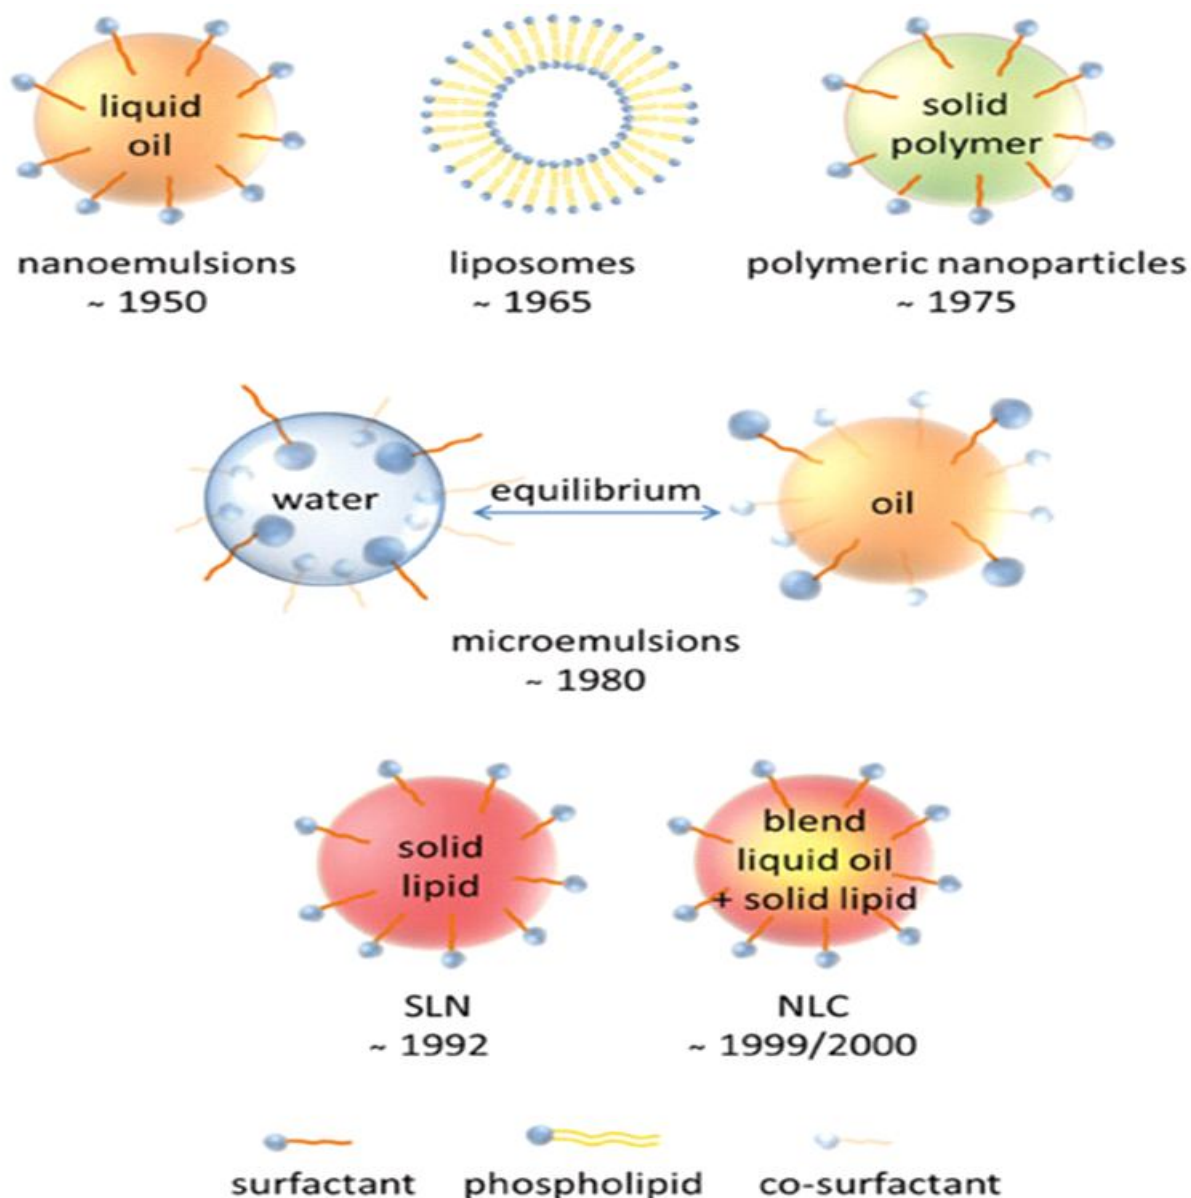 liquid
oil
solid
polymer
nanoemulsions
~ 1950
liposomes
~ 1965
polymeric nanoparticles
~ 1975
water
equilibrium
oil
microemulsions
~ 1980
solid
lipid
blend
liquid oil
+ solid lipid
SLN
~ 1992
NLC
~ 1999/2000
surfactant
phospholipid
co-surfactant